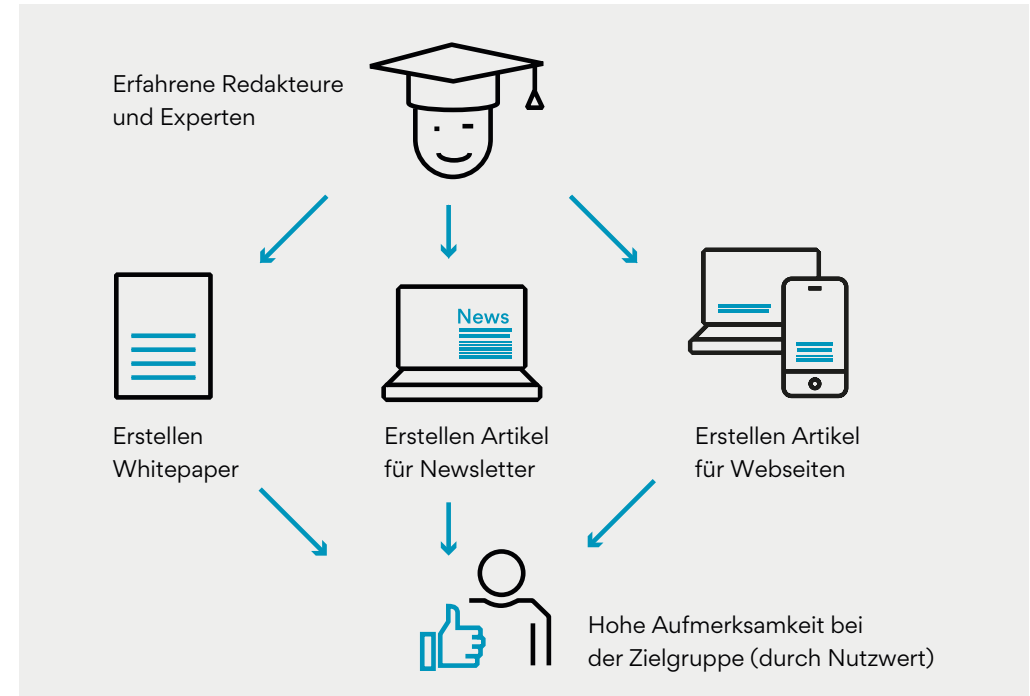 Erfahrene Redakteure
und Experten
News
Erstellen
Whitepaper
Erstellen Artikel
für Newsletter
Erstellen Artikel
für Webseiten
Hohe Aufmerksamkeit bei
der Zielgruppe (durch Nutzwert)